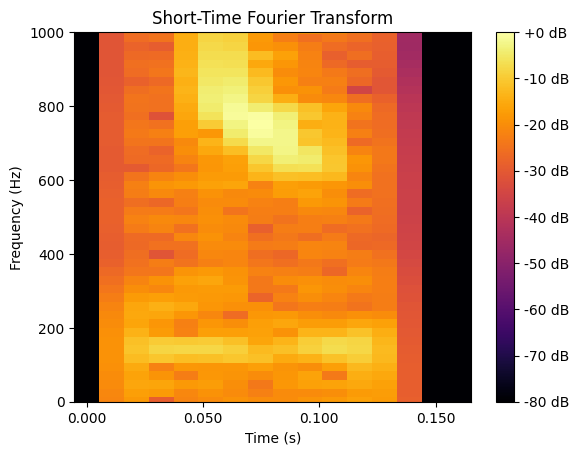 Short-Time Fourier Transform
1000
800
600
400
200
0
Frequency (Hz)
0.000
0.050
0.100
0.150
Time (s)
+0 dB
-10 dB
-20 dB
-30 dB
-40 dB
-50 dB
-60 dB
-70 dB
-80 dB